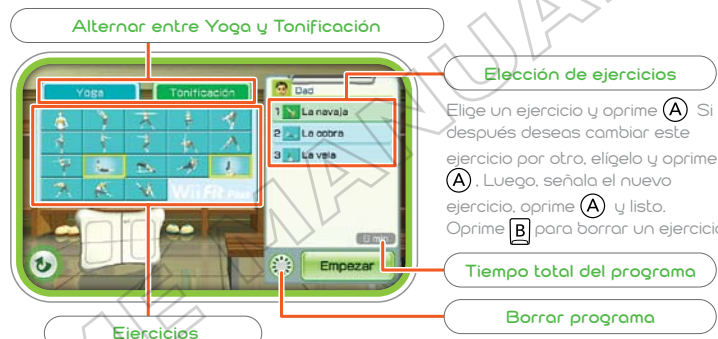 Alternar entre Yoga y Tonificación
Yoga
Tonificación
Dad
1 La navaja
2 La cobra
3 La vela
Wii Fit Plus
8 min
Empezar
Elección de ejercicios
Elige un ejercicio y oprime Ⓐ Si
después deseas cambiar este
ejercicio por otro, elígelo y oprime
Ⓐ. Luego, señala el nuevo
ejercicio, oprime Ⓐ y listo.
Oprime B para borrar un ejercicio
Tiempo total del programa
Borrar programa
Ejercicios